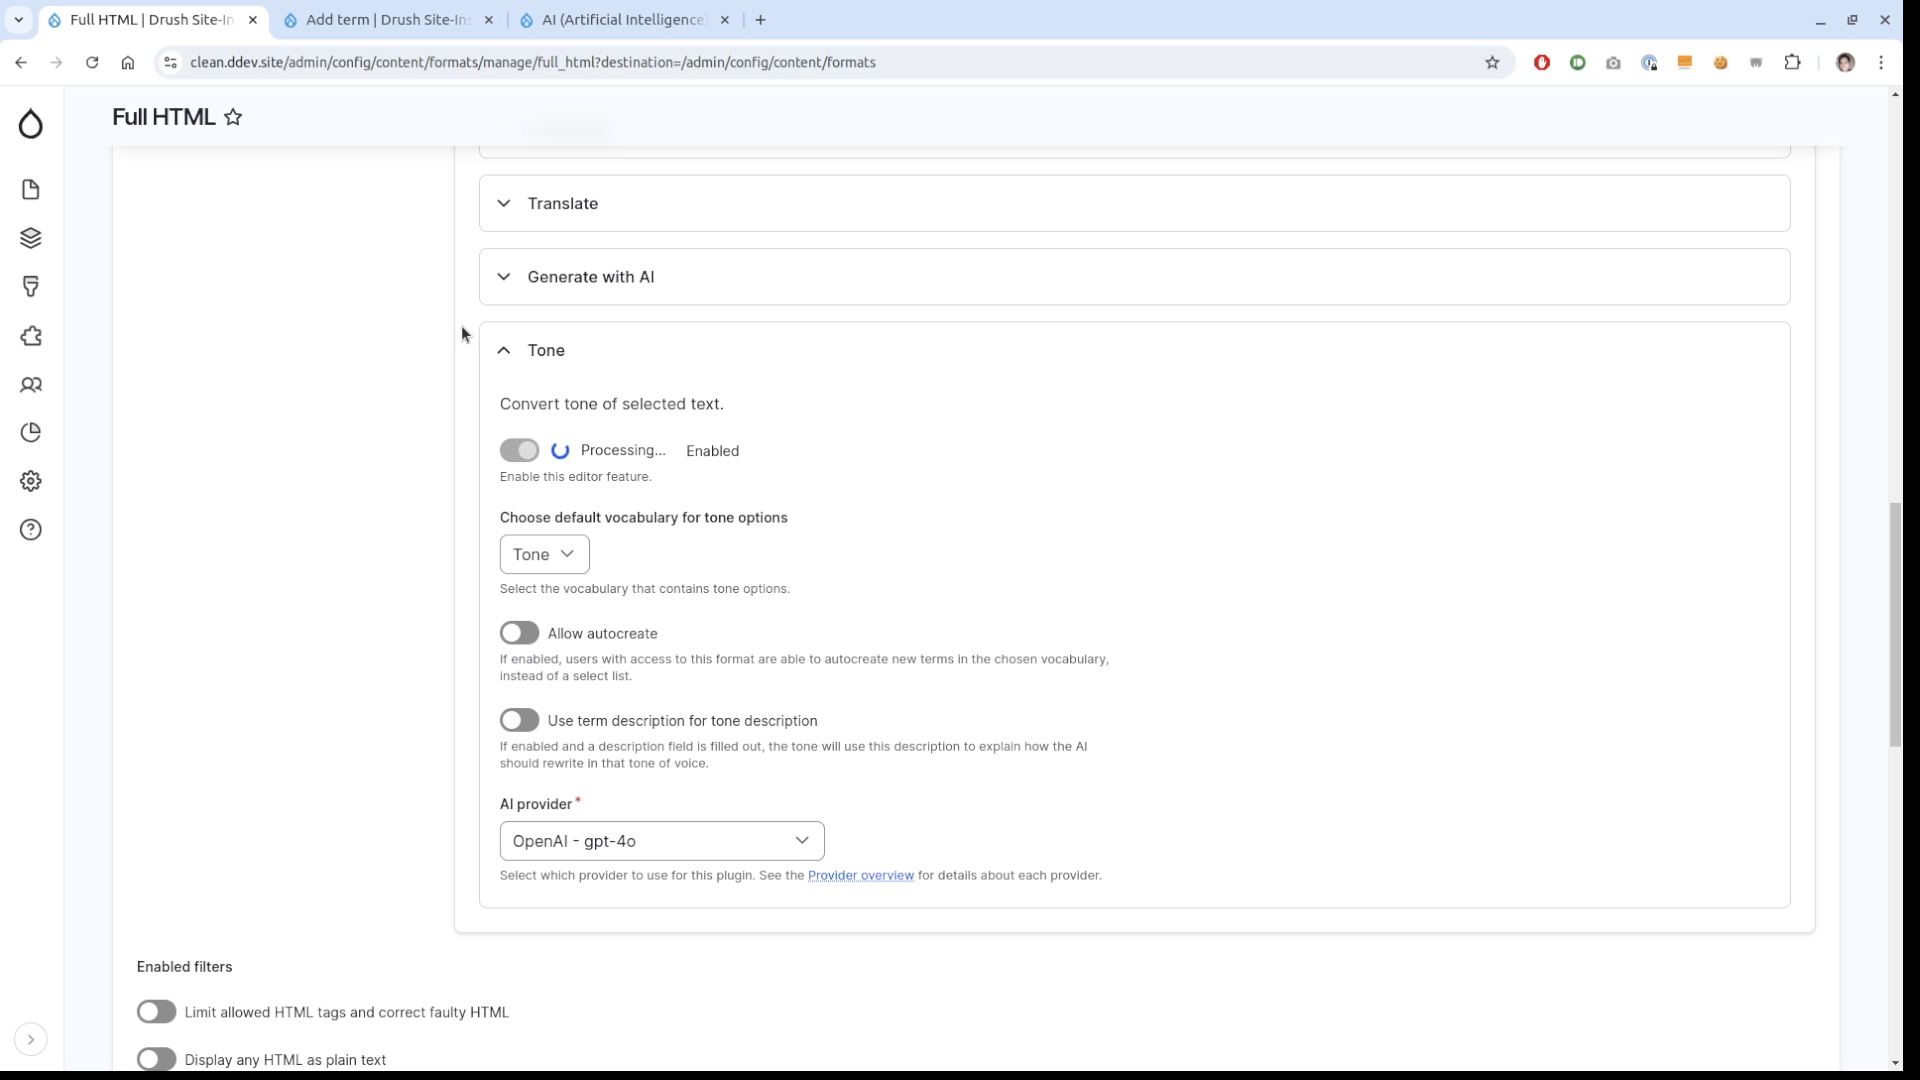 Full HTML | Drush Site-In
Add term | Drush Site-Ins
AI (Artificial Intelligence)
clean.ddev.site/admin/config/content/formats/manage/full_html?destination=/admin/config/content/formats
Full HTML
Translate
Generate with AI
Tone
Convert tone of selected text.
Processing... Enabled
Enable this editor feature.
Choose default vocabulary for tone options
Tone
Select the vocabulary that contains tone options.
Allow autocreate
If enabled, users with access to this format are able to autocreate new terms in the chosen vocabulary,
instead of a select list.
Use term description for tone description
If enabled and a description field is filled out, the tone will use this description to explain how the AI
should rewrite in that tone of voice.
AI provider*
OpenAI - gpt-4o
Select which provider to use for this plugin. See the Provider overview for details about each provider.
Enabled filters
Limit allowed HTML tags and correct faulty HTML
Display any HTML as plain text